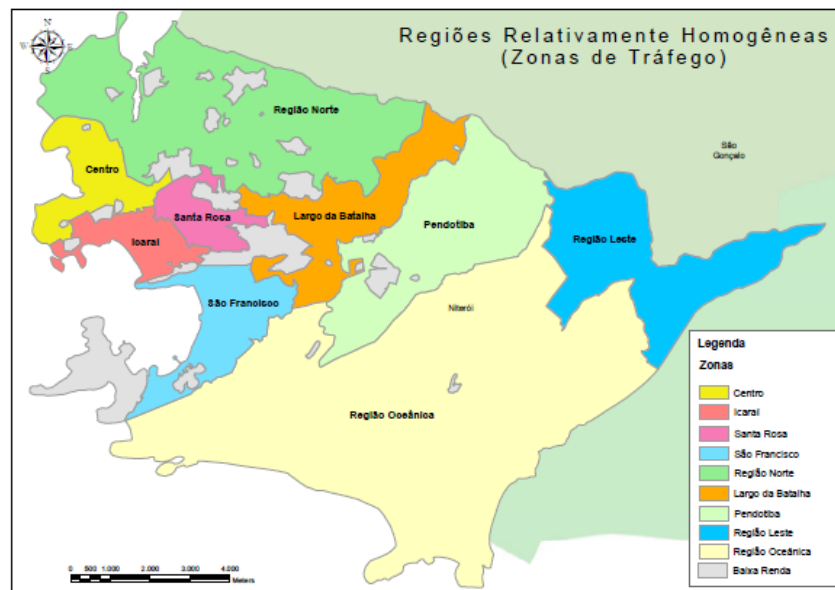 Regiões Relativamente Homogêneas
(Zonas de Tráfego)
N
W
E
S
Região Norte
São
Gonçalo
Centro
Santa Rosa
Largo da Batalha
Pendotiba
Icaraí
Região Leste
São Francisco
Niterói
Região Oceânica
Legenda
Zonas
Centro
Icaraí
Santa Rosa
São Francisco
Região Norte
Largo da Batalha
Pendotiba
Região Leste
Região Oceânica
Baixa Renda
0 500 1.000 2.000 3.000 4.000
Meters